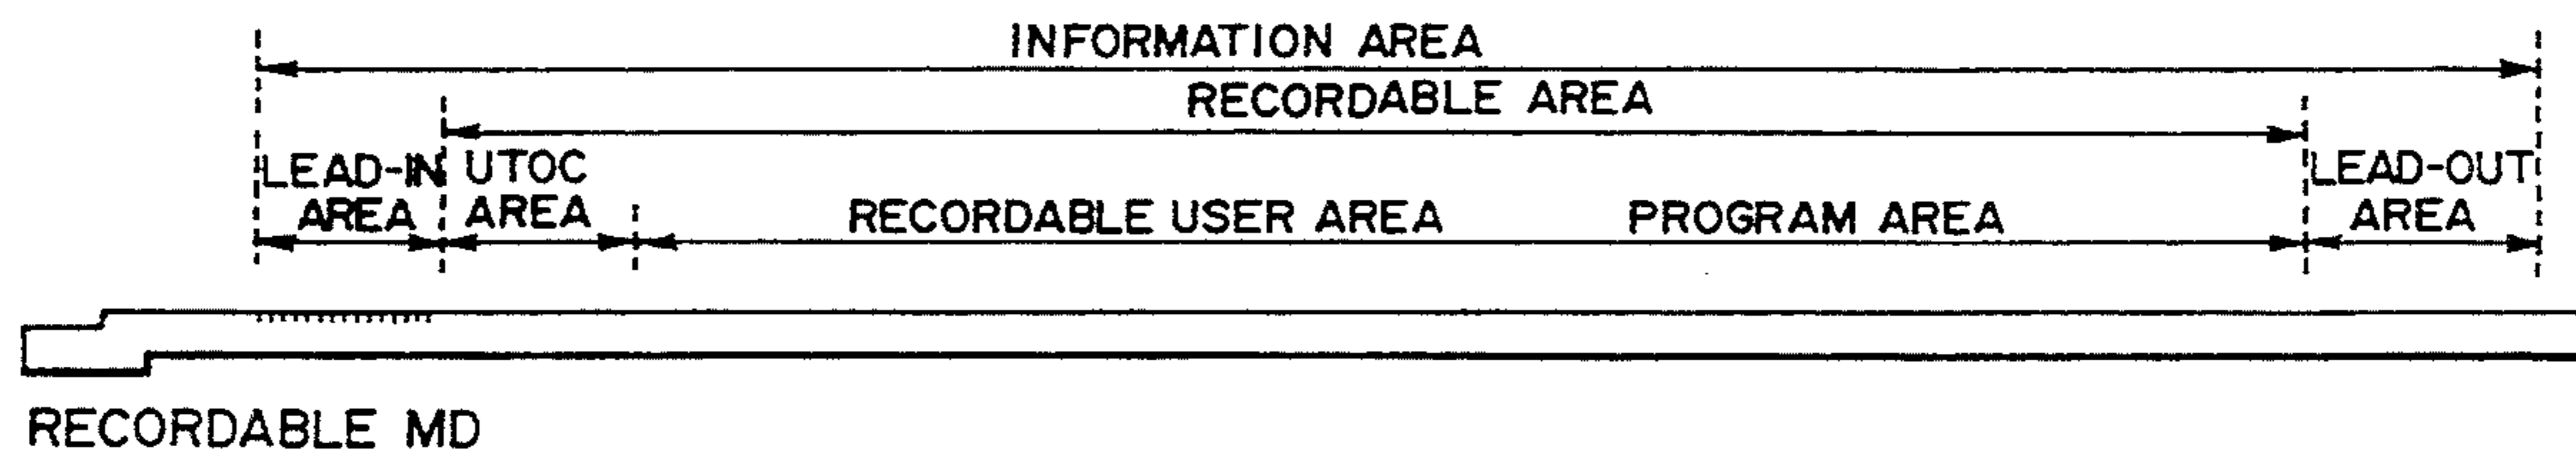 INFORMATION AREA
RECORDABLE AREA
LEAD-IN
AREA
UTOC
AREA
RECORDABLE USER AREA
PROGRAM AREA
LEAD-OUT
AREA
RECORDABLE MD